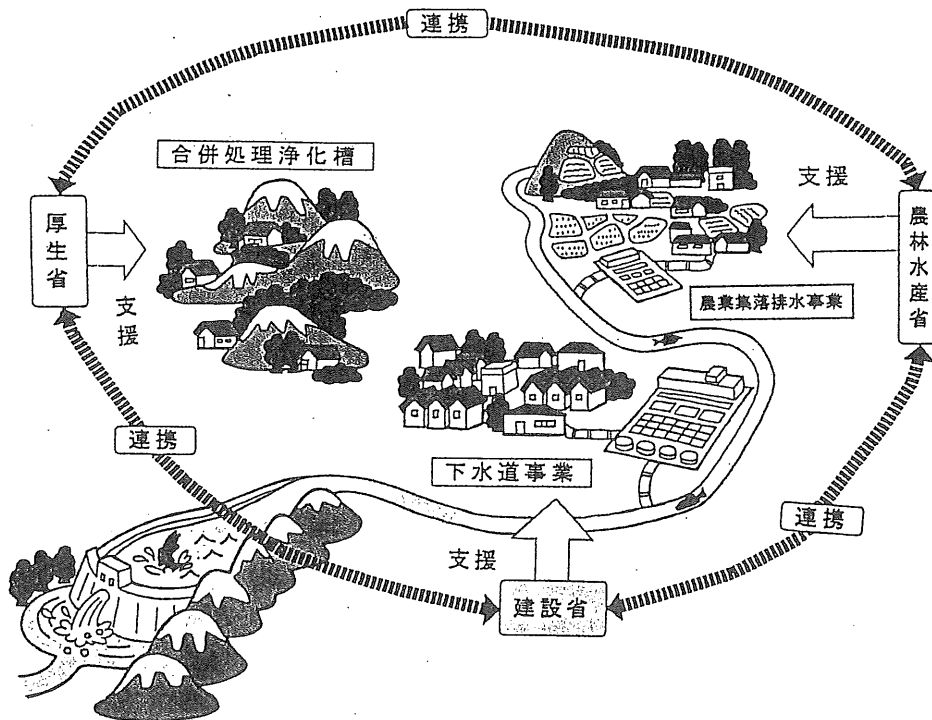 連携
合併処理浄化槽
支援
厚生省
農林水産省
支援
農業集落排水事業
連携
下水道事業
連携
支援
建設省